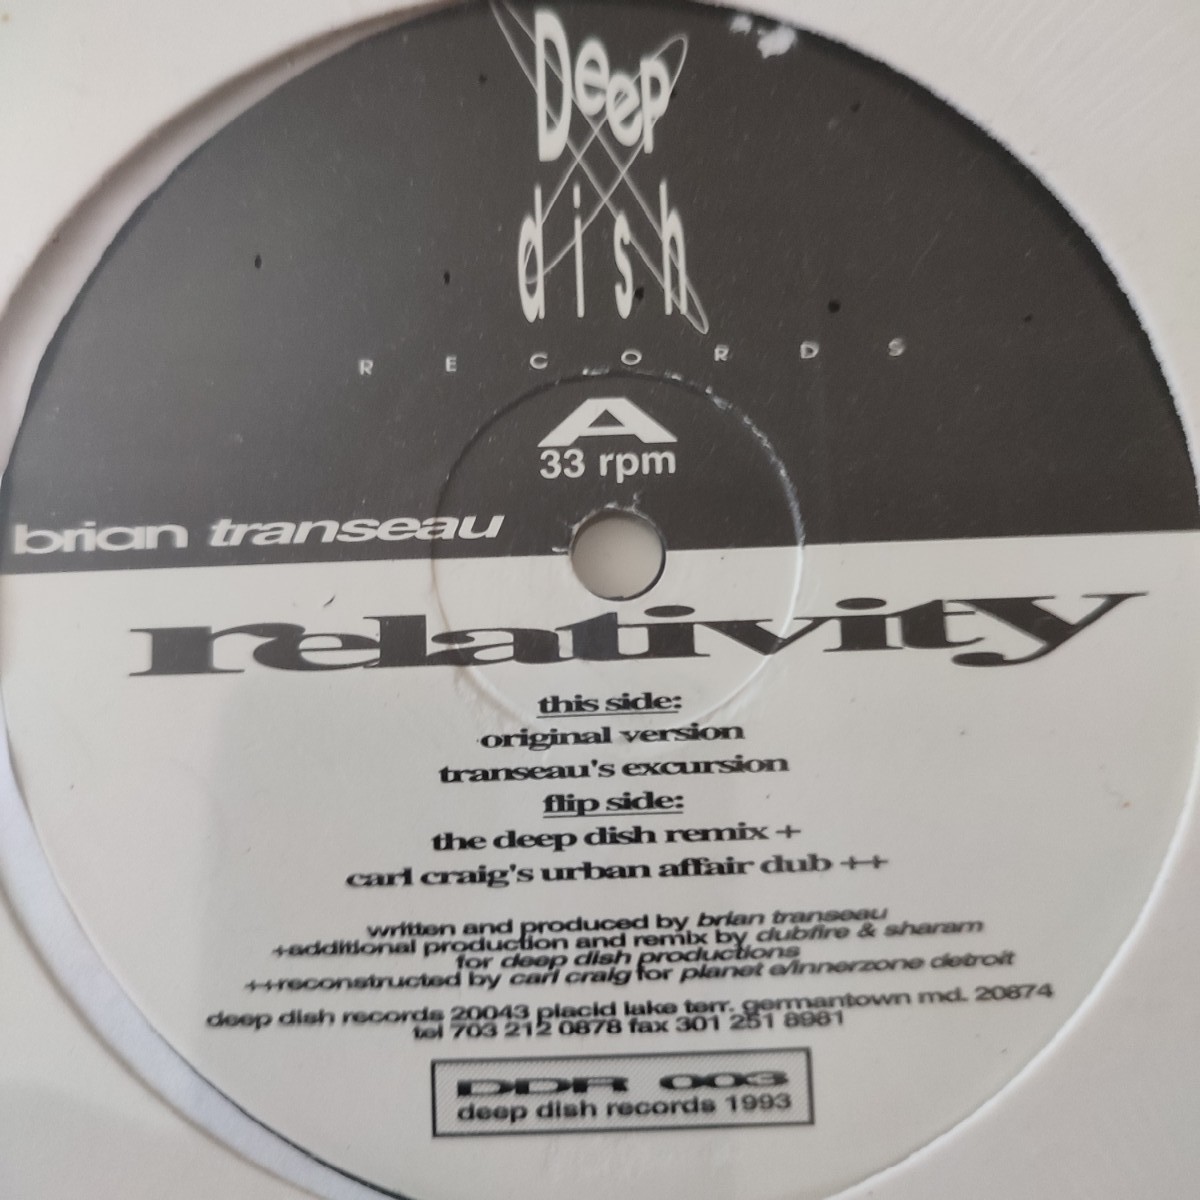 Deep
dish
RECORDS
A
33 rpm
brian transeau
relativity
this side:
original version
transeau's excursion
flip side:
the deep dish remix +
carl craig's urban affair dub ++
written and produced by brian transeau
+additional production and remix by dubfire & sharam
for deep dish productions
++reconstructed by carl craig for planet e/innerzone detroit
deep dish records 20043 placid lake terr. germantown md. 20874
tel 703 212 0878 fax 301 251 8981
DDR 003
deep dish records 1993